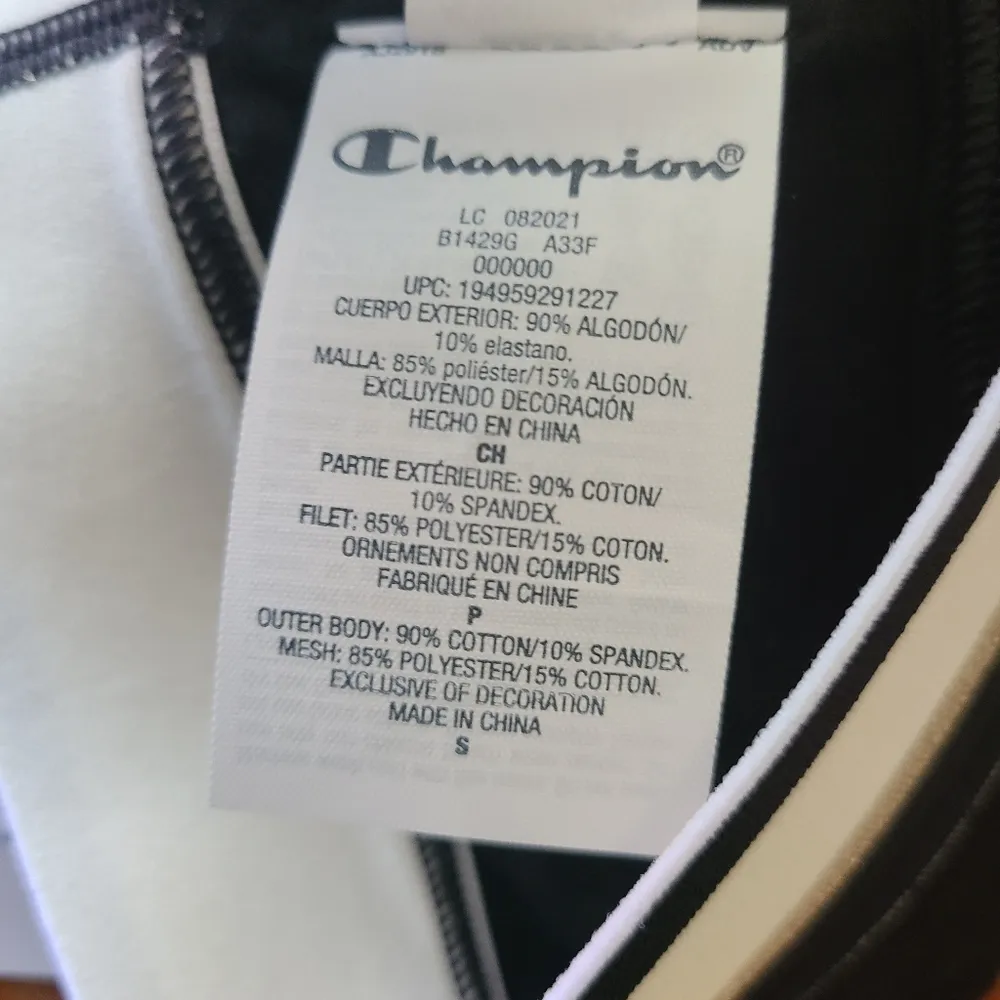 Champion®
LC 082021
B1429G A33F
000000
UPC: 194959291227
CUERPO EXTERIOR: 90% ALGODÓN/
10% elastano.
MALLA: 85% poliéster/15% ALGODÓN.
EXCLUYENDO DECORACIÓN
HECHO EN CHINA
CH
PARTIE EXTÉRIEURE: 90% COTON/
10% SPANDEX.
FILET: 85% POLYESTER/15% COTON.
ORNEMENTS NON COMPRIS
FABRIQUÉ EN CHINE
P
OUTER BODY: 90% COTTON/10% SPANDEX.
MESH: 85% POLYESTER/15% COTTON.
EXCLUSIVE OF DECORATION
MADE IN CHINA
S